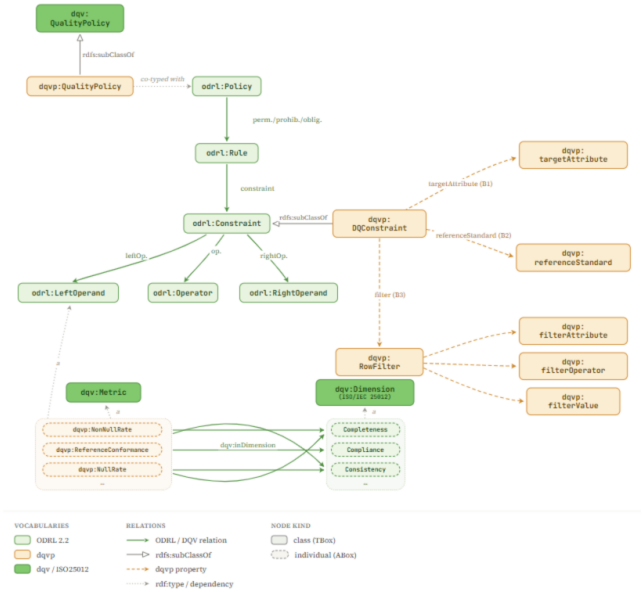 dqv:
QualityPolicy
rdfs:subClassOf
dqvp:QualityPolicy
co-typed with
odrl:Policy
perm./prohib./oblig.
odrl:Rule
constraint
odrl:Constraint
rdfs:subClassOf
dqvp:
DQConstraint
targetAttribute (B1)
dqvp:
targetAttribute
referenceStandard (B2)
dqvp:
referenceStandard
leftOp.
op.
rightOp.
filter (B3)
odrl:LeftOperand
odrl:Operator
odrl:RightOperand
dqvp:
RowFilter
dqvp:
filterAttribute
dqvp:
filterOperator
dqvp:
filterValue
a
dqv:Metric
dqv:Dimension
(ISO/IEC 25012)
a
a
dqvp:NonNullRate
dqvp:ReferenceConformance
dqvp:NullRate
…
dqv:inDimension
Completeness
Compliance
Consistency
…
VOCABULARIES
ODRL 2.2
dqvp
dqv / ISO25012
RELATIONS
ODRL / DQV relation
rdfs:subClassOf
dqvp property
rdf:type / dependency
NODE KIND
class (TBox)
individual (ABox)